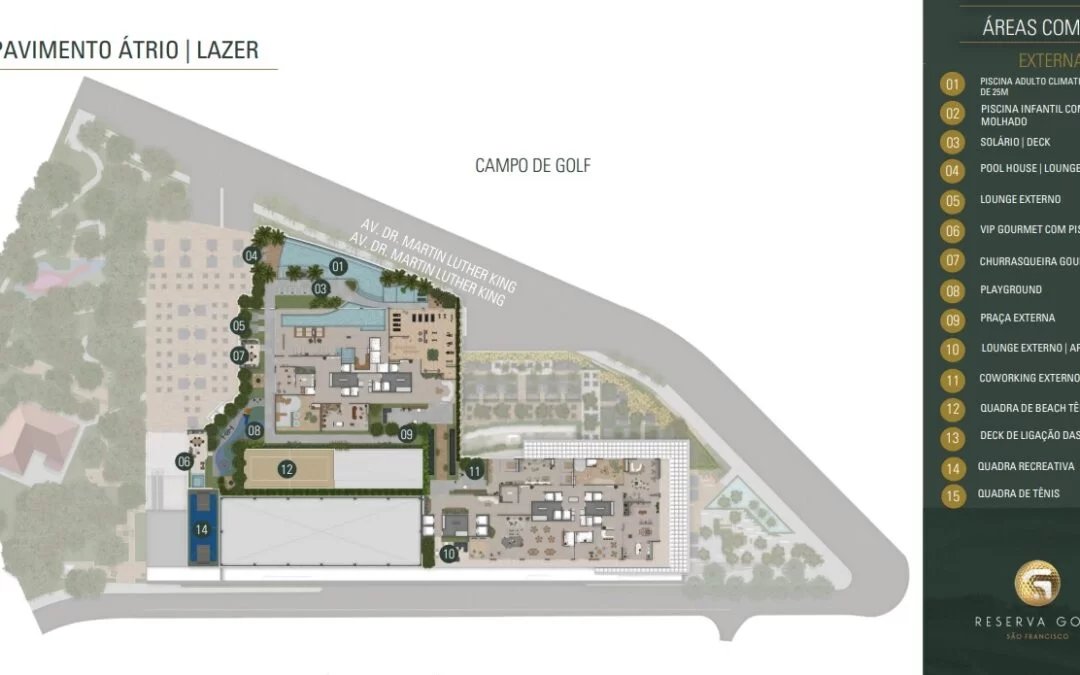 PAVIMENTO ÁTRIO | LAZER
CAMPO DE GOLF
AV. DR. MARTIN LUTHER KING
AV. DR. MARTIN LUTHER KING
04
01
03
05
07
08
09
06
12
11
14
10
ÁREAS COM
EXTERNA
01 PISCINA ADULTO CLIMATI
DE 25M
02 PISCINA INFANTIL CON
MOLHADO
03 SOLÁRIO | DECK
04 POOL HOUSE | LOUNGE
05 LOUNGE EXTERNO
06 VIP GOURMET COM PIS
07 CHURRASQUEIRA GOU
08 PLAYGROUND
09 PRAÇA EXTERNA
10 LOUNGE EXTERNO | AP
11 COWORKING EXTERNO
12 QUADRA DE BEACH TÊ
13 DECK DE LIGAÇÃO DAS
14 QUADRA RECREATIVA
15 QUADRA DE TÊNIS
RESERVA GO
SÃO FRANCISCO